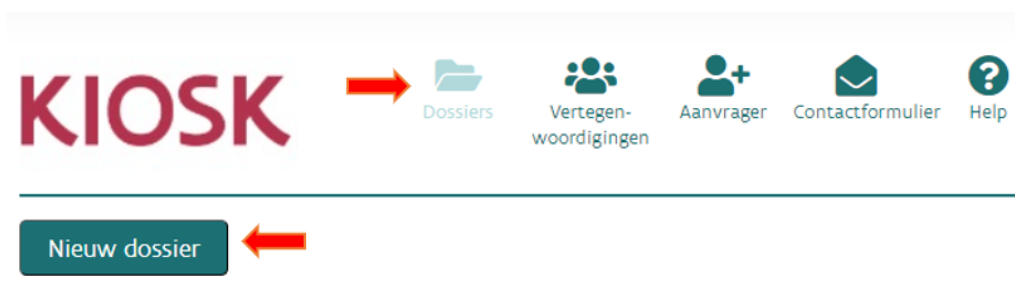 KIOSK
Dossiers
Vertegen-
woordigingen
Aanvrager
Contactformulier
Help
Nieuw dossier